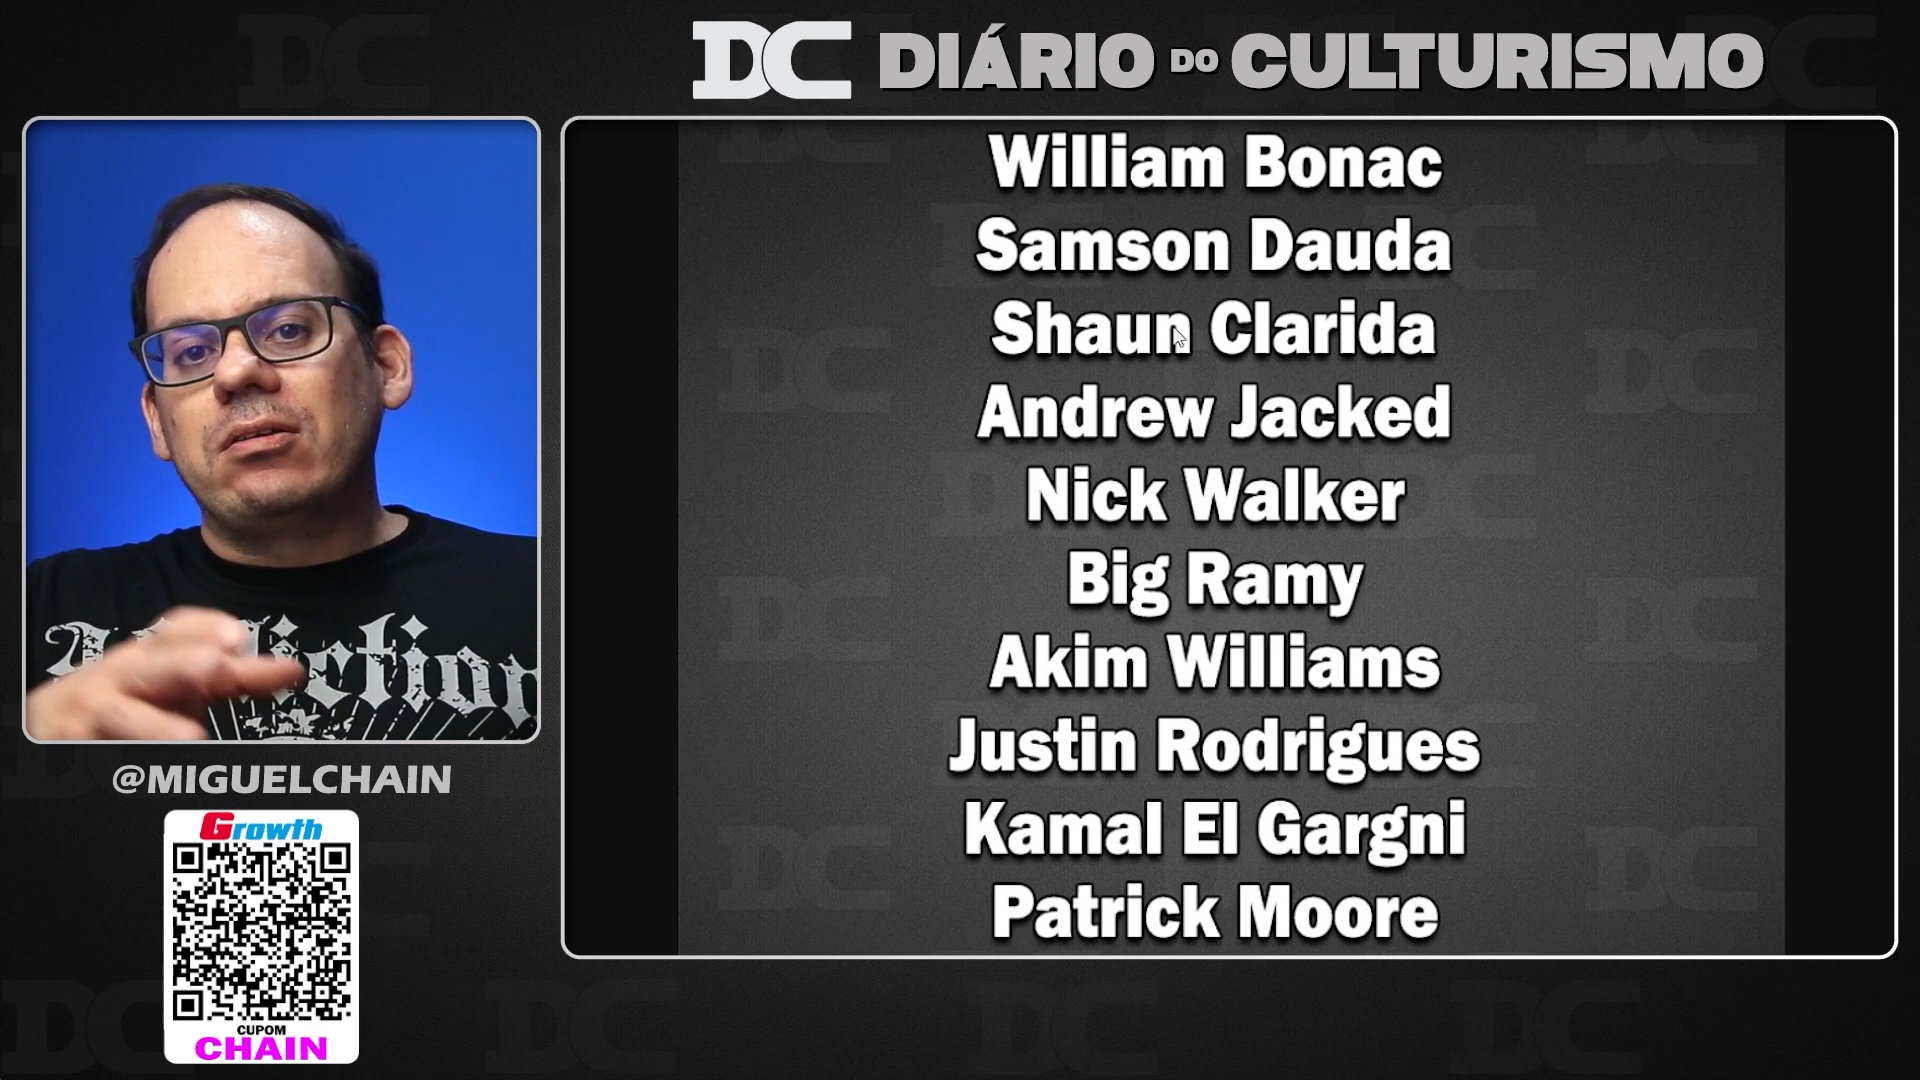 DC DIÁRIO DO CULTURISMO
William Bonac
Samson Dauda
Shaun Clarida
Andrew Jacked
Nick Walker
Big Ramy
Akim Williams
Justin Rodrigues
Kamal El Gargni
Patrick Moore
@MIGUELCHAIN
Growth
CUPOM
CHAIN